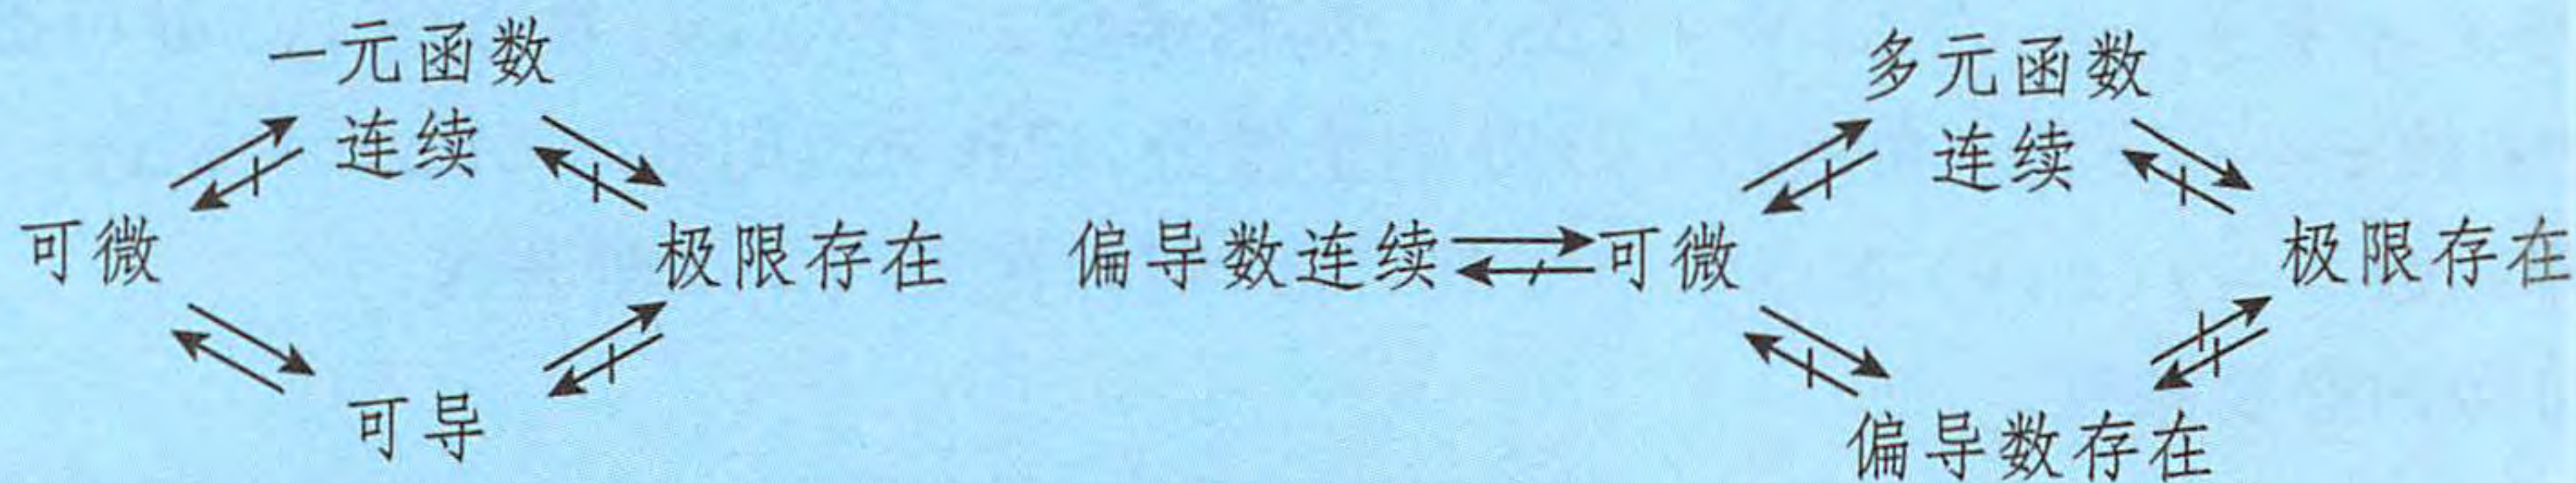 一元函数
连续
可微
极限存在
可导
多元函数
连续
偏导数连续
可微
极限存在
偏导数存在